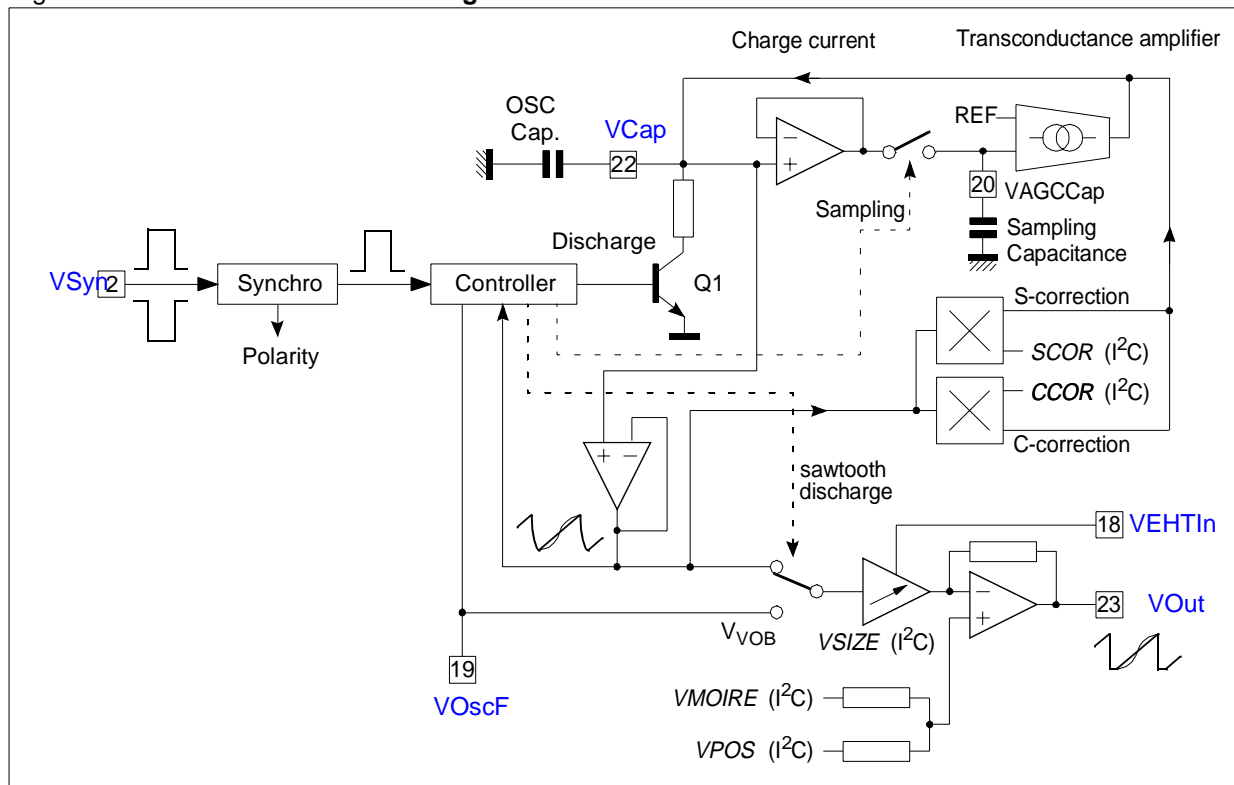 Charge current
Transconductance amplifier
OSC
Cap.
VCap
22
REF
20
VAGCCap
Sampling
Sampling
Capacitance
Discharge
VSyn
2
Synchro
Controller
Q1
Polarity
S-correction
SCOR (I²C)
CCOR (I²C)
C-correction
sawtooth
discharge
18
VEHTIn
23
VOut
V_VOB
VSIZE (I²C)
19
VOscF
VMOIRE (I²C)
VPOS (I²C)